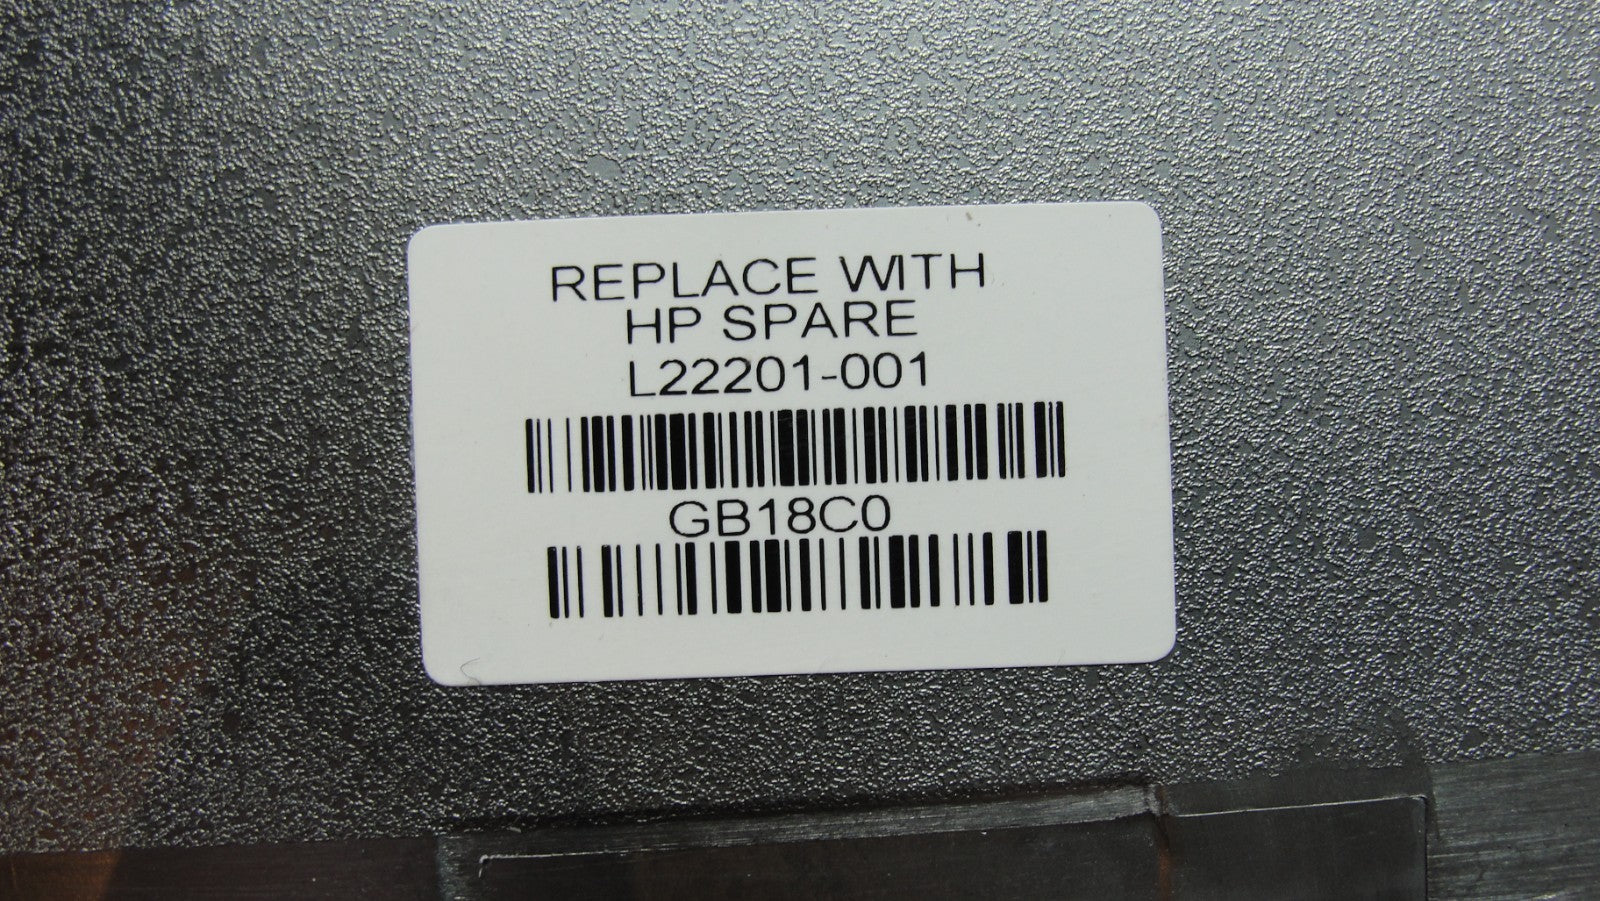 REPLACE WITH
HP SPARE
L22201-001
GB18C0